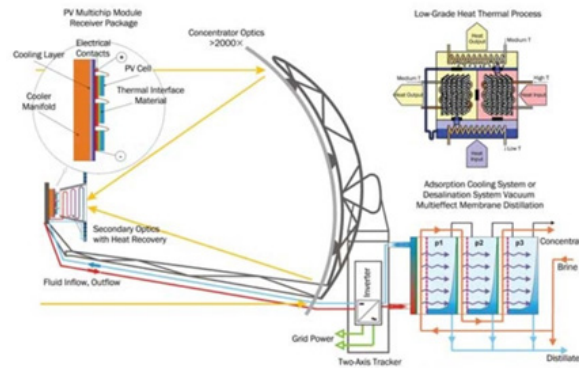 PV Multichip Module
Receiver Package
Electrical
Contacts
Cooling Layer
PV Cell
Cooler
Manifold
Thermal Interface
Material
Concentrator Optics
>2000×
Low-Grade Heat Thermal Process
Heat
Output
Medium T
Medium T
High T
Heat Output
Heat Input
Low T
Heat
Input
Secondary Optics
with Heat Recovery
Fluid Inflow, Outflow
Adsorption Cooling System or
Desalination System Vacuum
Multieffect Membrane Distillation
p1
p2
p3
Concentrat
Brine
Inverter
Grid Power
Two-Axis Tracker
Distillate